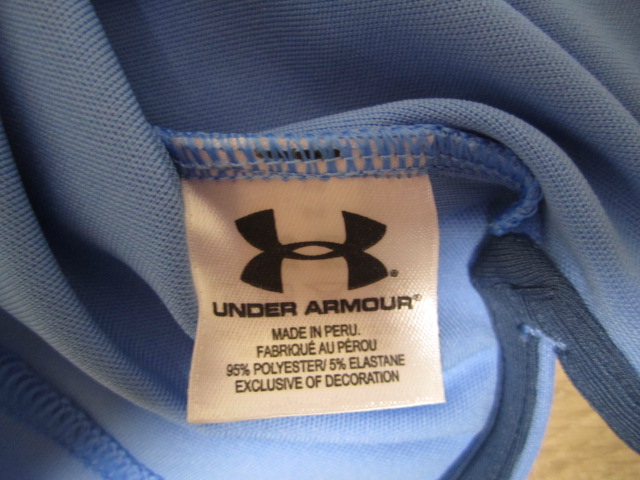 UNDER ARMOUR®
MADE IN PERU.
FABRIQUÉ AU PÉROU
95% POLYESTER/ 5% ELASTANE
EXCLUSIVE OF DECORATION